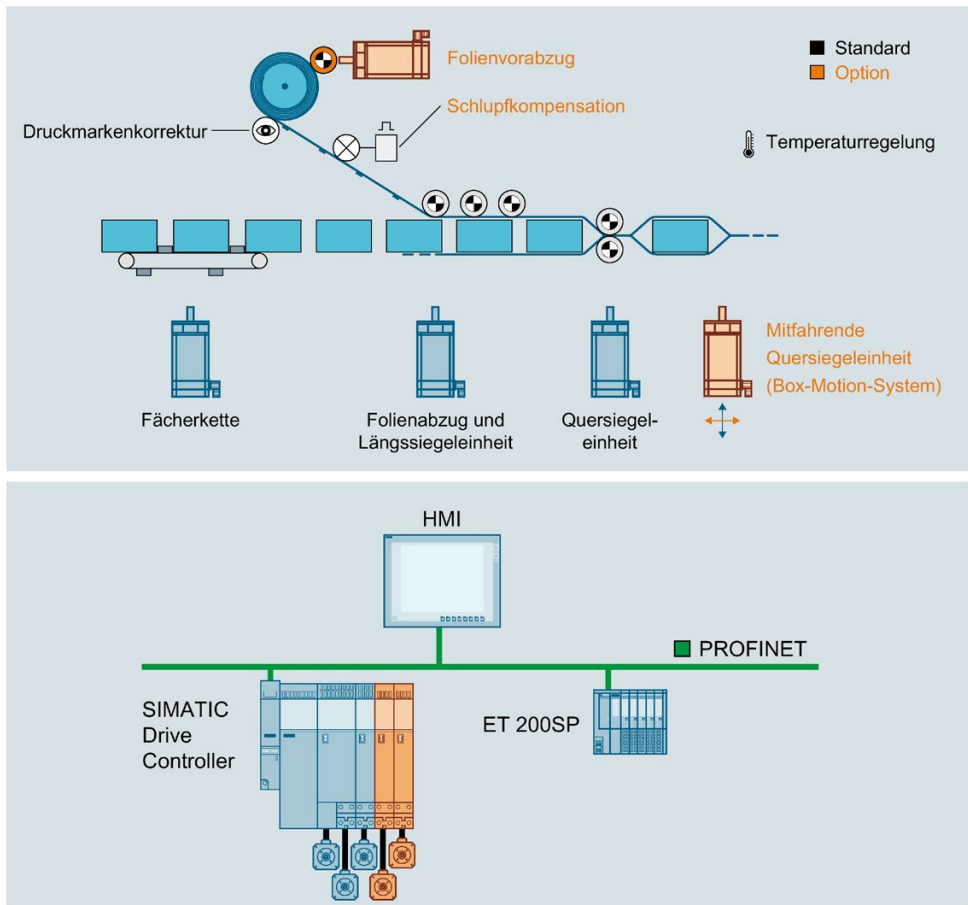 Folienvorabzug
Standard
Option
Schlupfkompensation
Druckmarkenkorrektur
Temperaturregelung
Fächerkette
Folienabzug und
Längssiegeleinheit
Quersiegel-
einheit
Mitfahrende
Quersiegeleinheit
(Box-Motion-System)
HMI
PROFINET
SIMATIC
Drive
Controller
ET 200SP